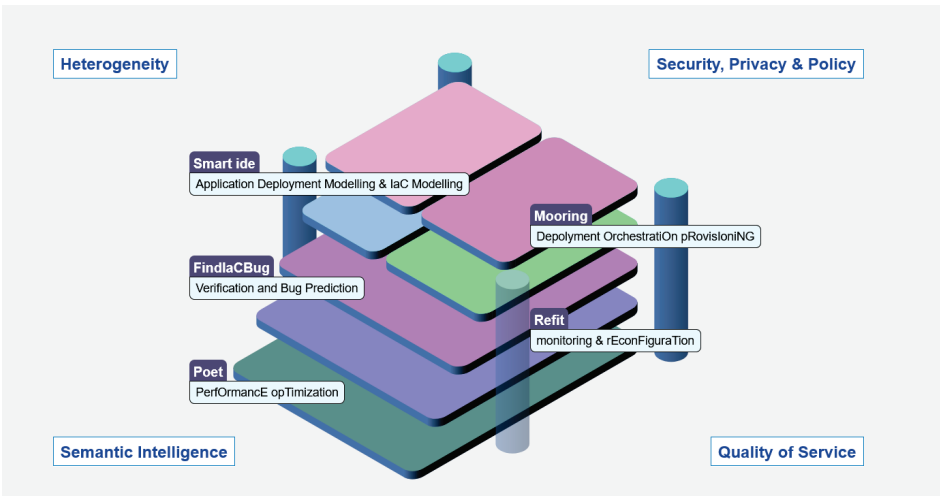 Heterogeneity
Security, Privacy & Policy
Smart ide
Application Deployment Modelling & IaC Modelling
Mooring
Depolyment OrchestratiOn pRovisIoniNG
FindIaCBug
Verification and Bug Prediction
Refit
monitoring & rEconFiguraTIon
Poet
PerfOrmancE opTimization
Semantic Intelligence
Quality of Service